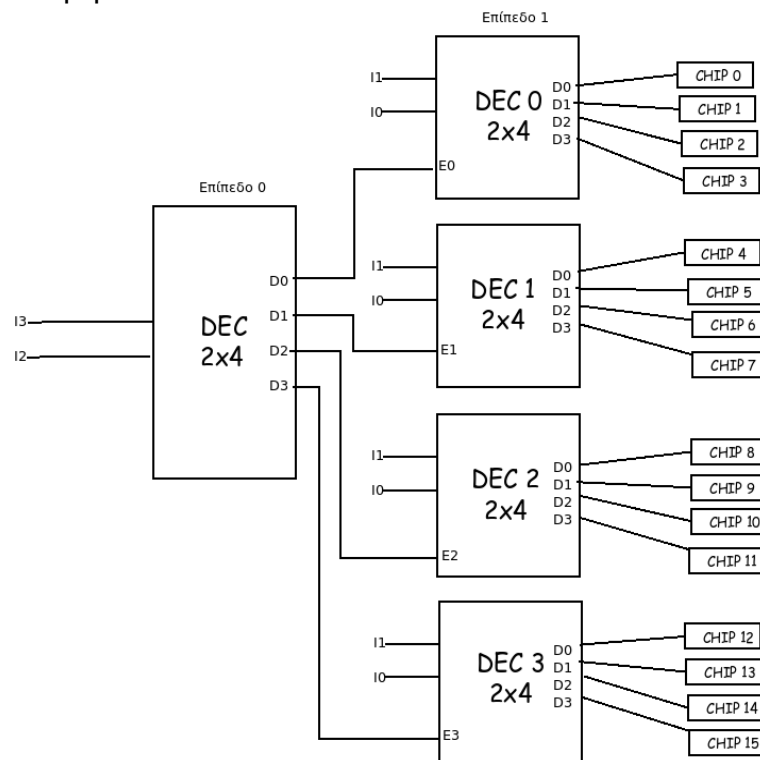 Επίπεδο 1
I1
I0
DEC 0
2x4
E0
D0
D1
D2
D3
CHIP 0
CHIP 1
CHIP 2
CHIP 3
Επίπεδο 0
I3
I2
DEC
2x4
D0
D1
D2
D3
I1
I0
DEC 1
2x4
E1
D0
D1
D2
D3
CHIP 4
CHIP 5
CHIP 6
CHIP 7
I1
I0
DEC 2
2x4
E2
D0
D1
D2
D3
CHIP 8
CHIP 9
CHIP 10
CHIP 11
I1
I0
DEC 3
2x4
E3
D0
D1
D2
D3
CHIP 12
CHIP 13
CHIP 14
CHIP 15